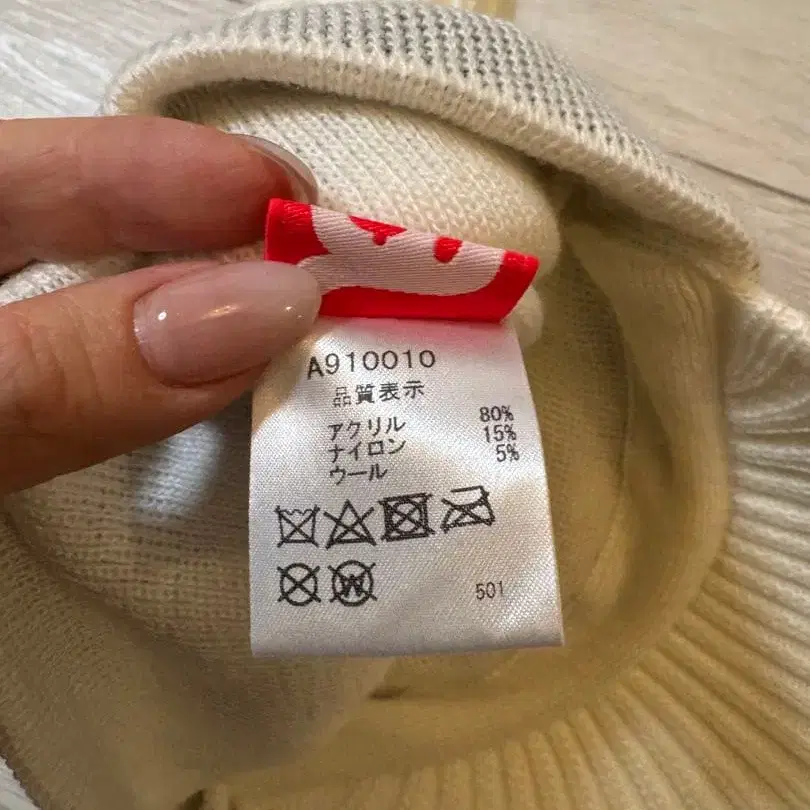 A910010
品質表示
アクリル 80%
ナイロン 15%
ウール 5%
W
501